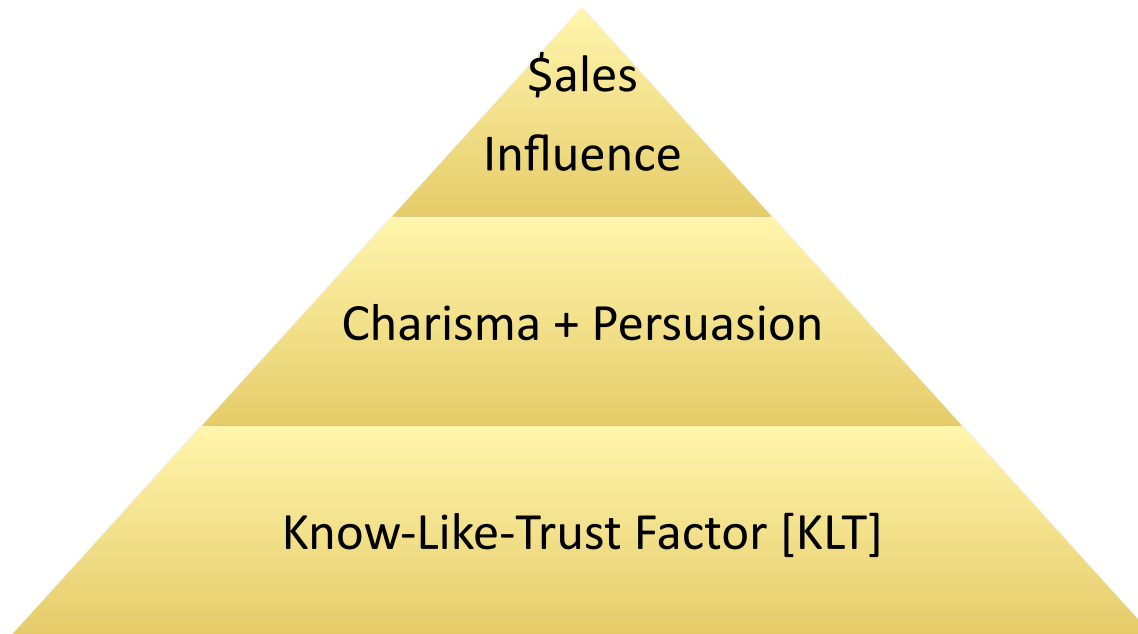 $ales
Influence
Charisma + Persuasion
Know-Like-Trust Factor [KLT]